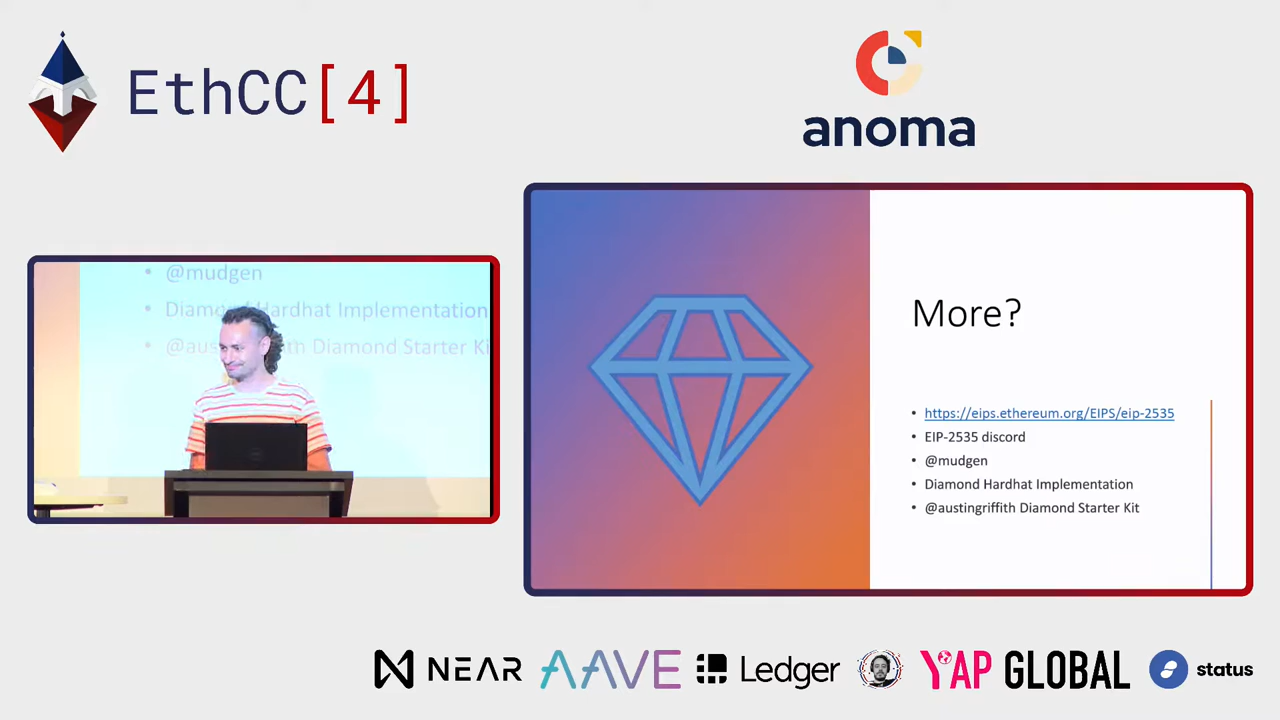 EthCC[4]
anoma
@mudgen
Diamond Hardhat Implementation
@austingriffith Diamond Starter Ki
More?
https://eips.ethereum.org/EIPS/eip-2535
EIP-2535 discord
@mudgen
Diamond Hardhat Implementation
@austingriffith Diamond Starter Kit
NEAR
AAVE
Ledger
YAP GLOBAL
status